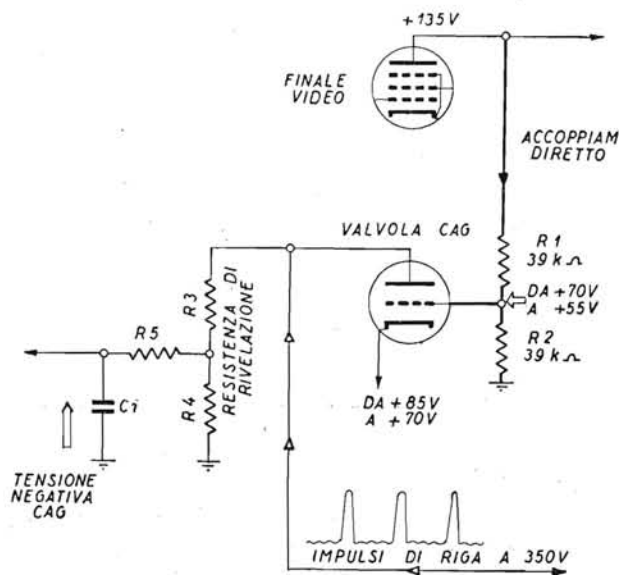 +135V
FINALE
VIDEO
ACCOPPIAM
DIRETTO
VALVOLA CAG
R1
39 kΩ
DA +70V
A +55V
R2
39 kΩ
R3
RESISTENZA DI
RIVELAZIONE
R5
R4
C1
DA +85V
A +70V
TENSIONE
NEGATIVA
CAG
IMPULSI DI RIGA A 350V